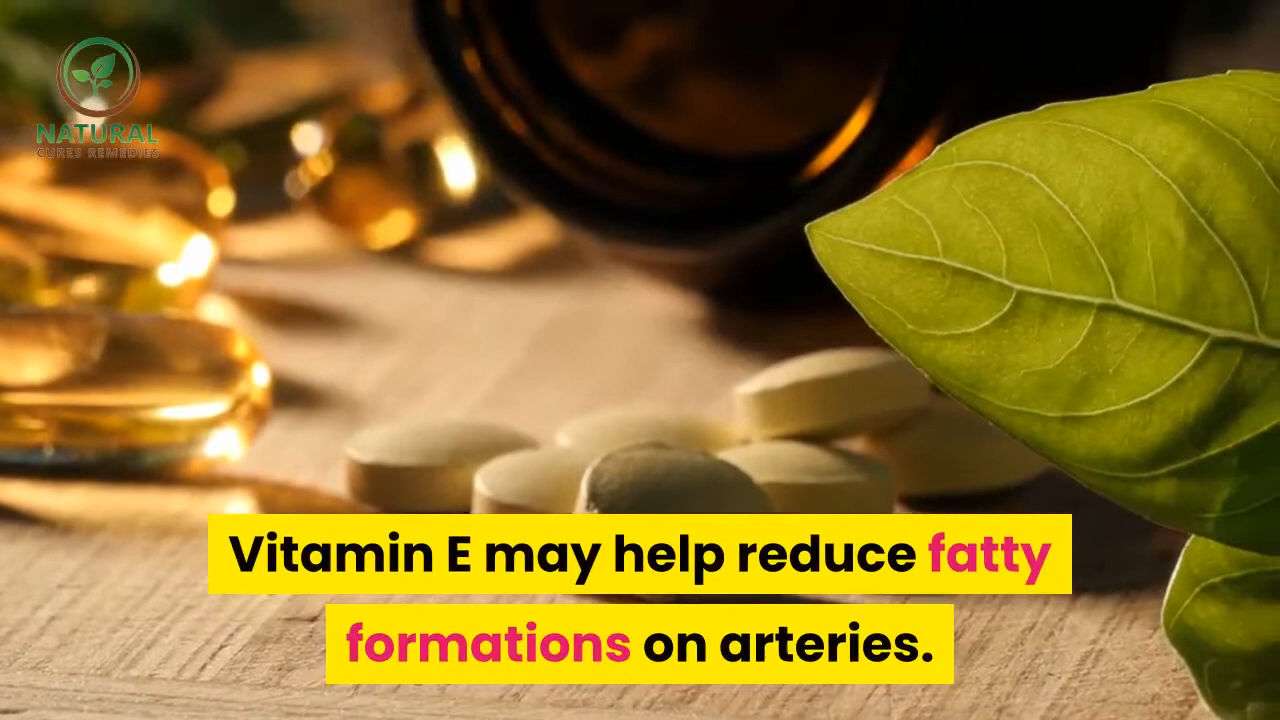 NATURAL
CURES REMEDIES
Vitamin E may help reduce fatty
formations on arteries.